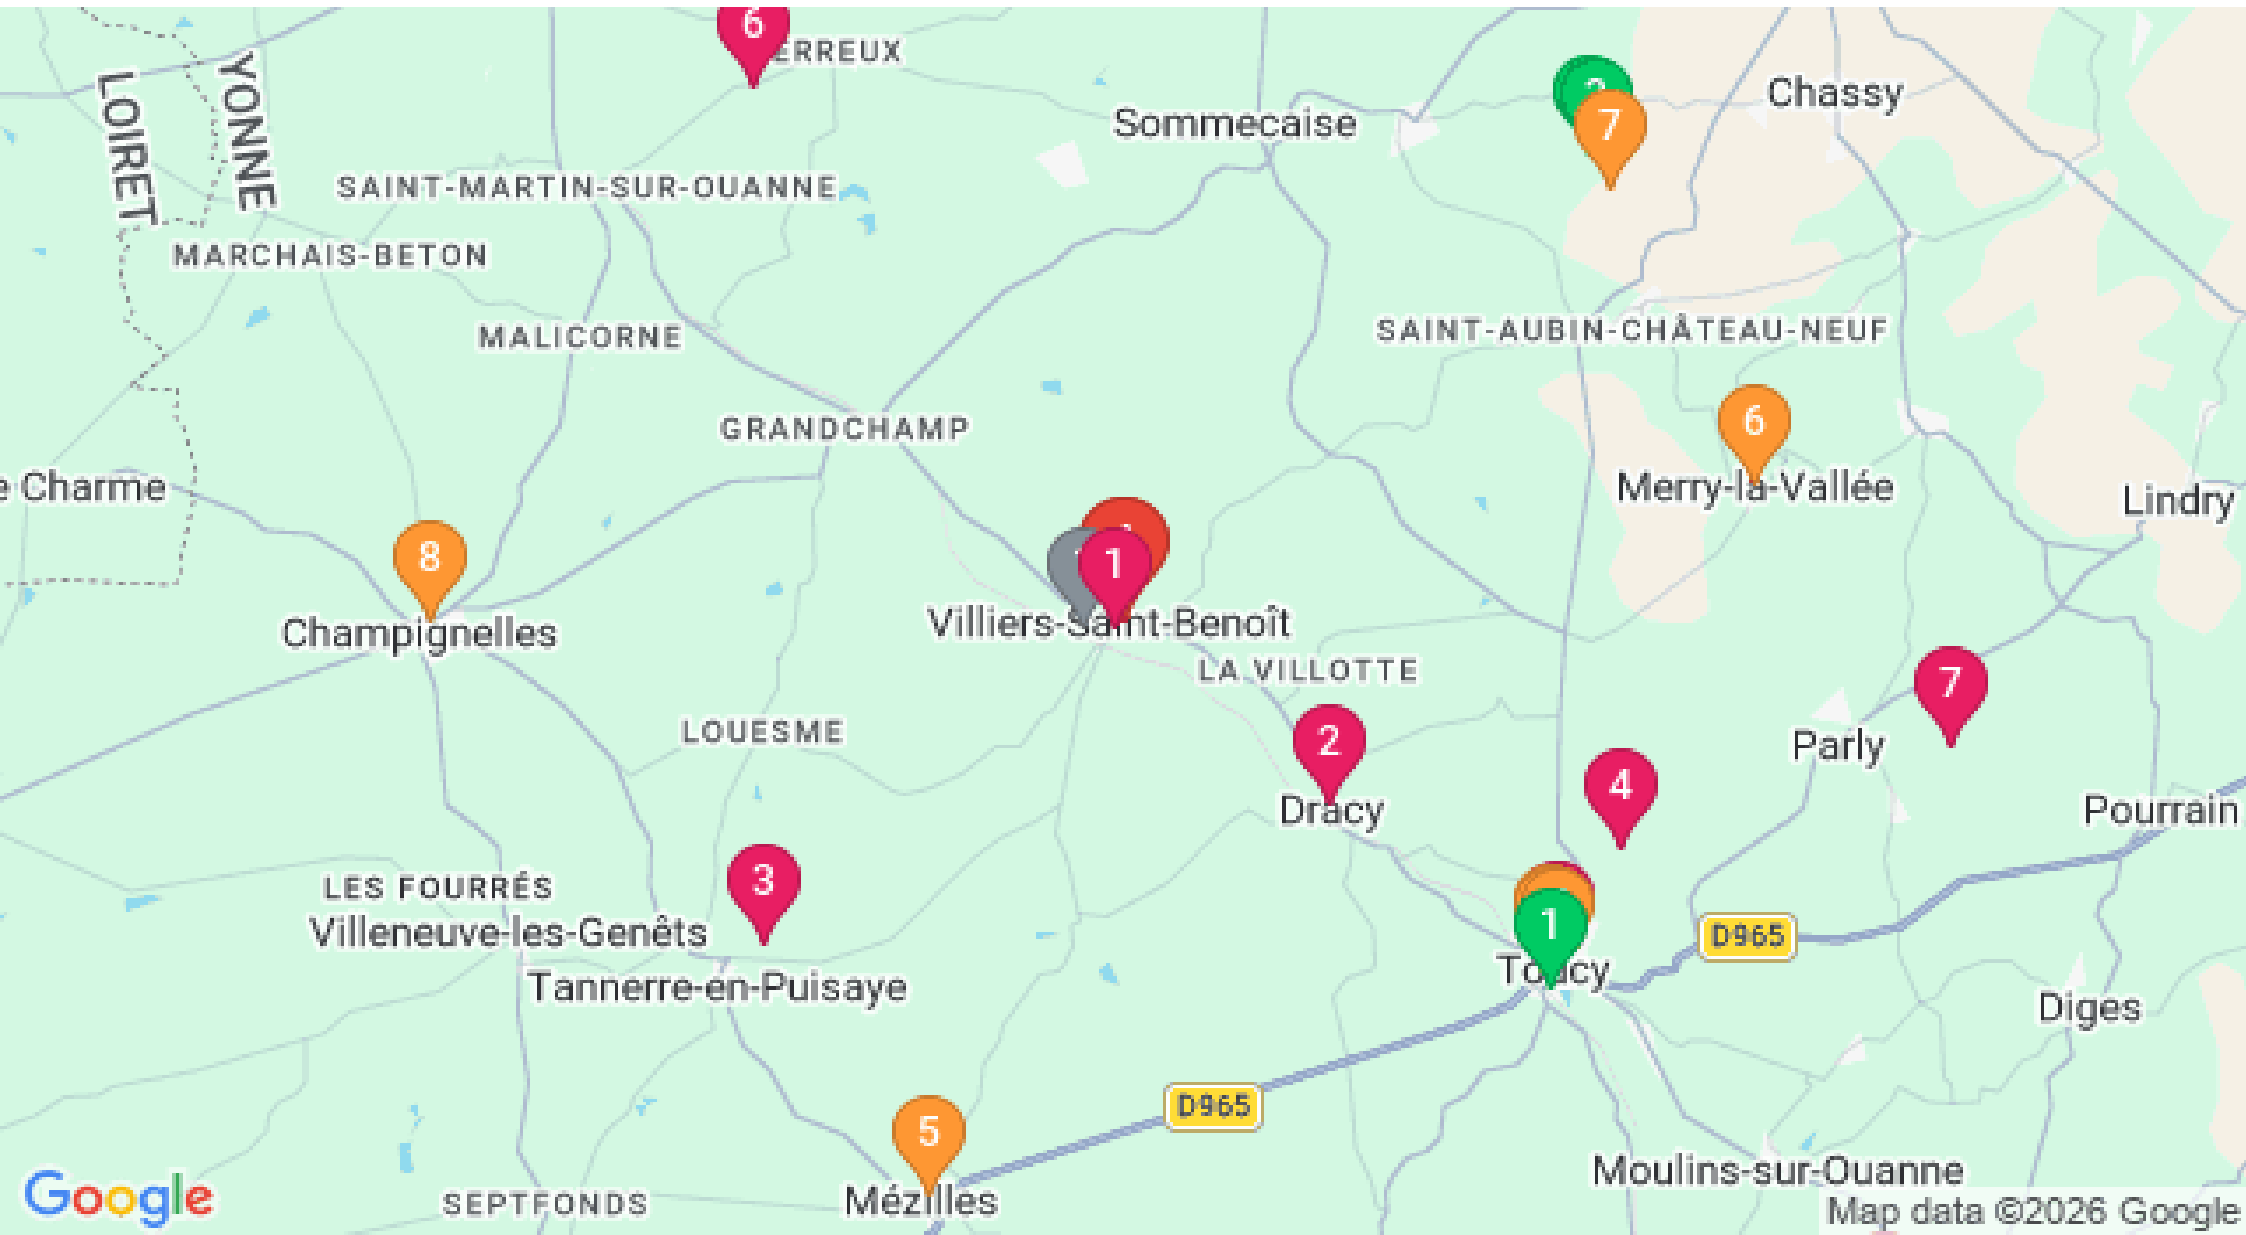 6
ERREUX
YONNE
LOIRET
Chassy
Sommecaise
7
SAINT-MARTIN-SUR-OUANNE
MARCHAIS-BETON
MALICORNE
SAINT-AUBIN-CHÂTEAU-NEUF
GRANDCHAMP
6
e Charme
Merry-la-Vallée
Lindry
8
1
Champignelles
Villiers-Saint-Benoît
LA VILLOTTE
7
LOUESME
2
Parly
4
Dracy
Pourrain
3
LES FOURRÉS
Villeneuve-les-Genêts
1
D965
Toucy
Tannerre-en-Puisaye
Diges
D965
5
Moulins-sur-Ouanne
Google
SEPTFONDS
Mézilles
Map data ©2026 Google